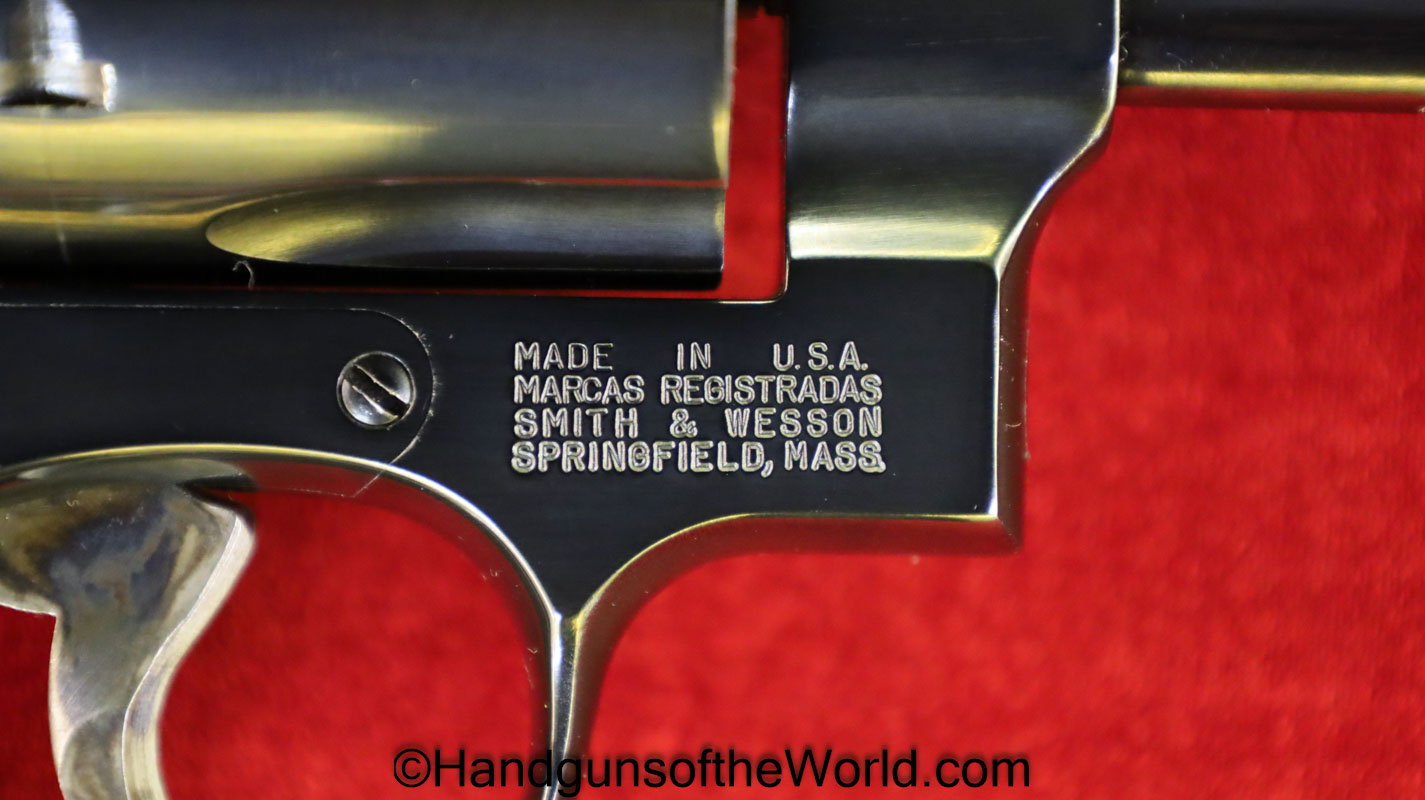 MADE IN U.S.A.
MARCAS REGISTRADAS
SMITH & WESSON
SPRINGFIELD, MASS.
©HandgunsoftheWorld.com